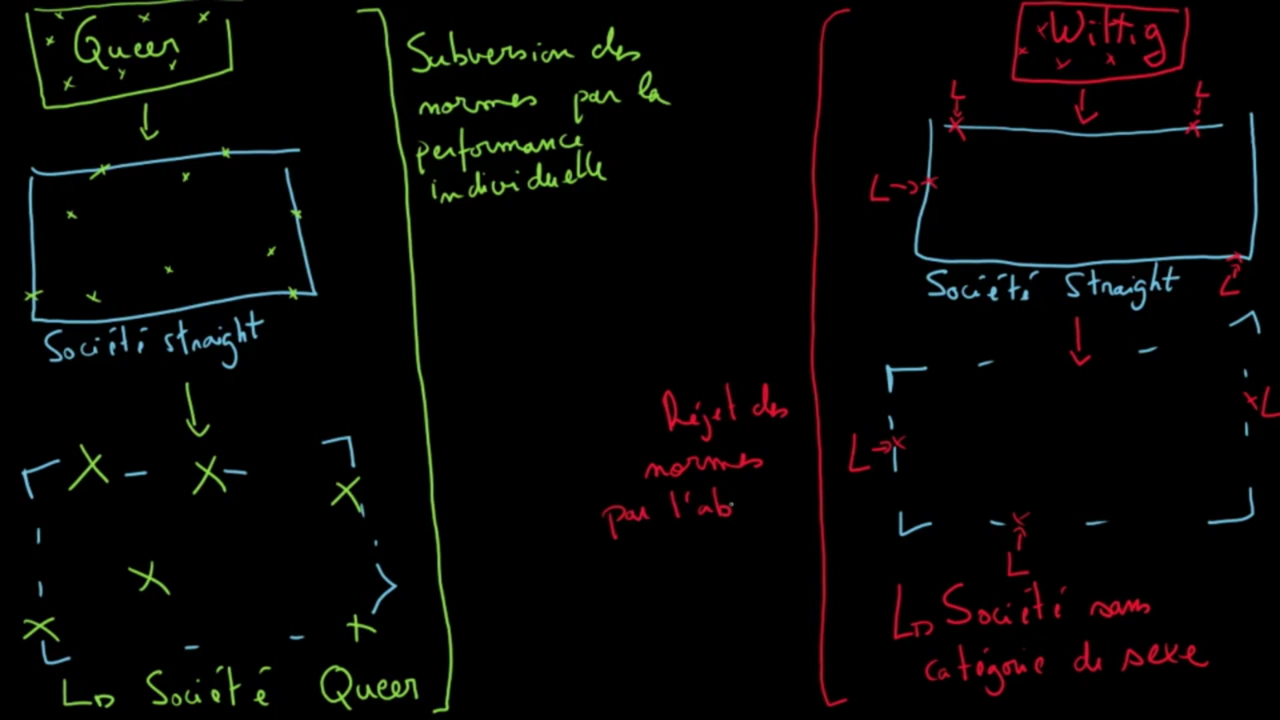 Queer
Subversion des
normes par la
performance
individuelle
Société straight
Société Queer
Wittig
L
L
L
L
Société straight
Rejet des
normes
par l'ab
L
L
L
Société sans
catégorie de sexe